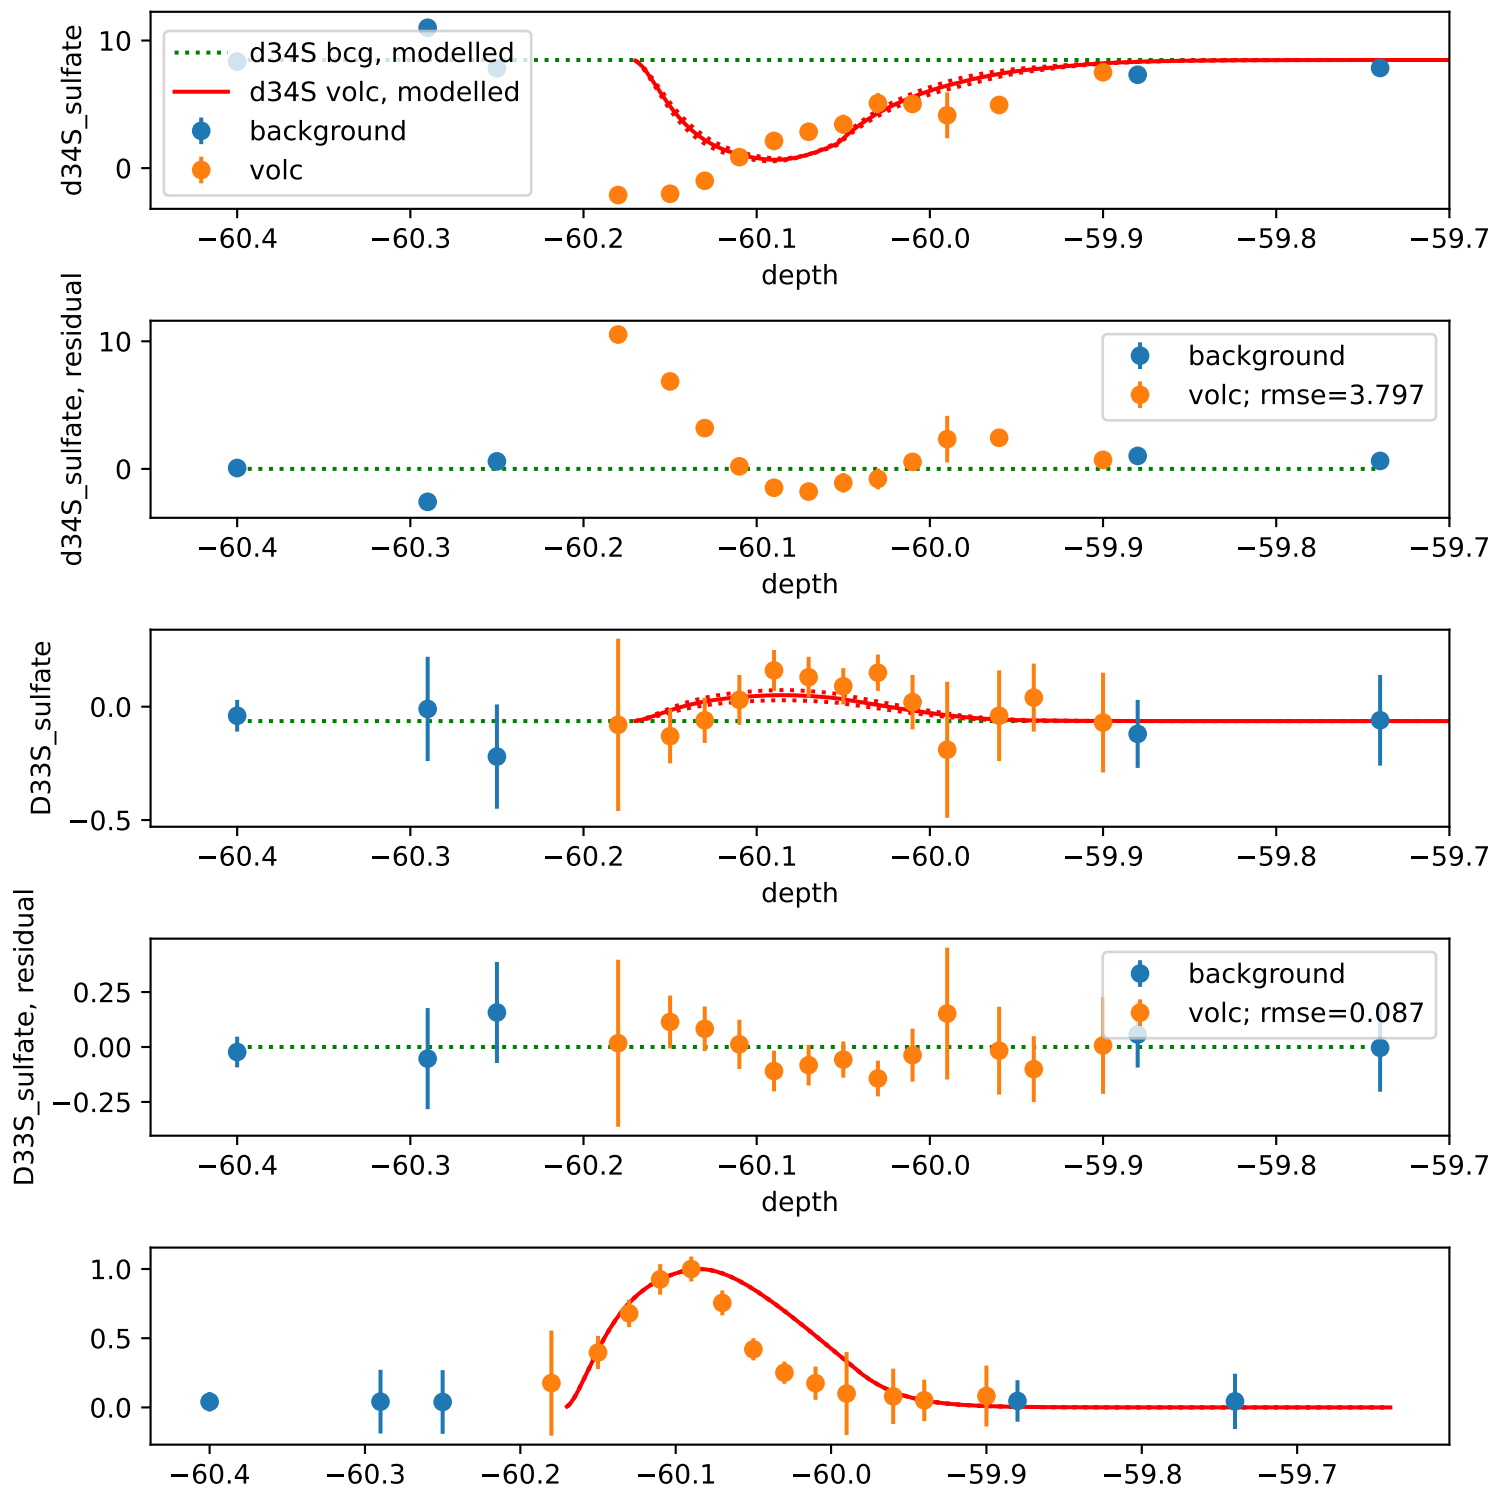 10
0
d34S_sulfate
d34S bcg, modelled
d34S volc, modelled
background
volc
−60.4 −60.3 −60.2 −60.1 −60.0 −59.9 −59.8 −59.7
depth
10
0
d34S_sulfate, residual
background
volc; rmse=3.797
−60.4 −60.3 −60.2 −60.1 −60.0 −59.9 −59.8 −59.7
depth
0.0
−0.5
D33S_sulfate
−60.4 −60.3 −60.2 −60.1 −60.0 −59.9 −59.8 −59.7
depth
0.25
0.00
−0.25
D33S_sulfate, residual
background
volc; rmse=0.087
−60.4 −60.3 −60.2 −60.1 −60.0 −59.9 −59.8 −59.7
depth
1.0
0.5
0.0
−60.4 −60.3 −60.2 −60.1 −60.0 −59.9 −59.8 −59.7